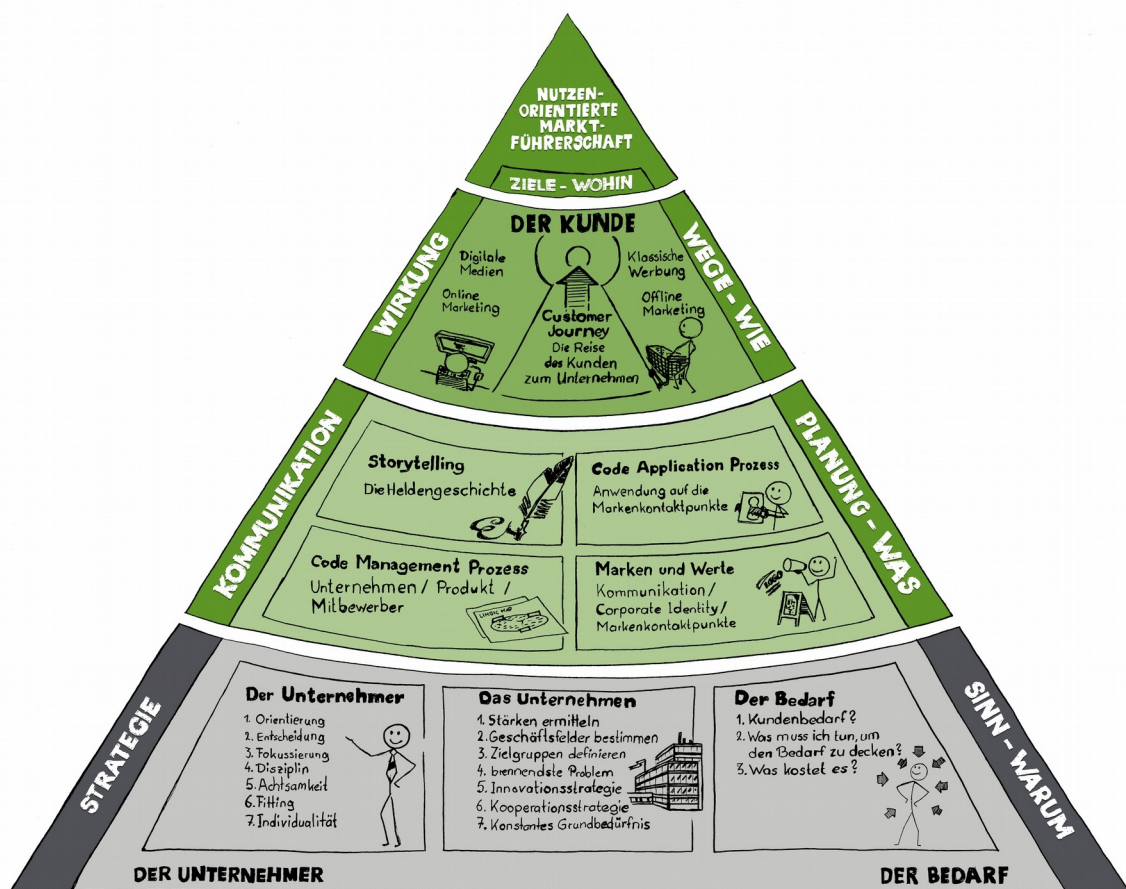 NUTZEN-
ORIENTIERTE
MARKT-
FÜHRERSCHAFT
ZIELE - WOHIN
WIRKUNG
DER KUNDE
Digitale
Medien
Online
Marketing
Klassische
Werbung
Offline
Marketing
Customer
Journey
Die Reise
des Kunden
zum Unternehmen
WEGE - WIE
KOMMUNIKATION
Storytelling
Die Heldengeschichte
Code Application Prozess
Anwendung auf die
Markenkontaktpunkte
Code Management Prozess
Unternehmen / Produkt /
Mitbewerber
LIMBIC MAP
Marken und Werte
Kommunikation /
Corporate Identity /
Markenkontaktpunkte
LOGO
PLANUNG - WAS
STRATEGIE
Der Unternehmer
1. Orientierung
2. Entscheidung
3. Fokussierung
4. Disziplin
5. Achtsamkeit
6. Fitting
7. Individualität
Das Unternehmen
1. Stärken ermitteln
2. Geschäftsfelder bestimmen
3. Zielgruppen definieren
4. brennendste Problem
5. Innovationsstrategie
6. Kooperationsstrategie
7. Konstantes Grundbedürfnis
Der Bedarf
1. Kundenbedarf?
2. Was muss ich tun, um
den Bedarf zu decken?
3. Was kostet es?
SINN - WARUM
DER UNTERNEHMER
DER BEDARF